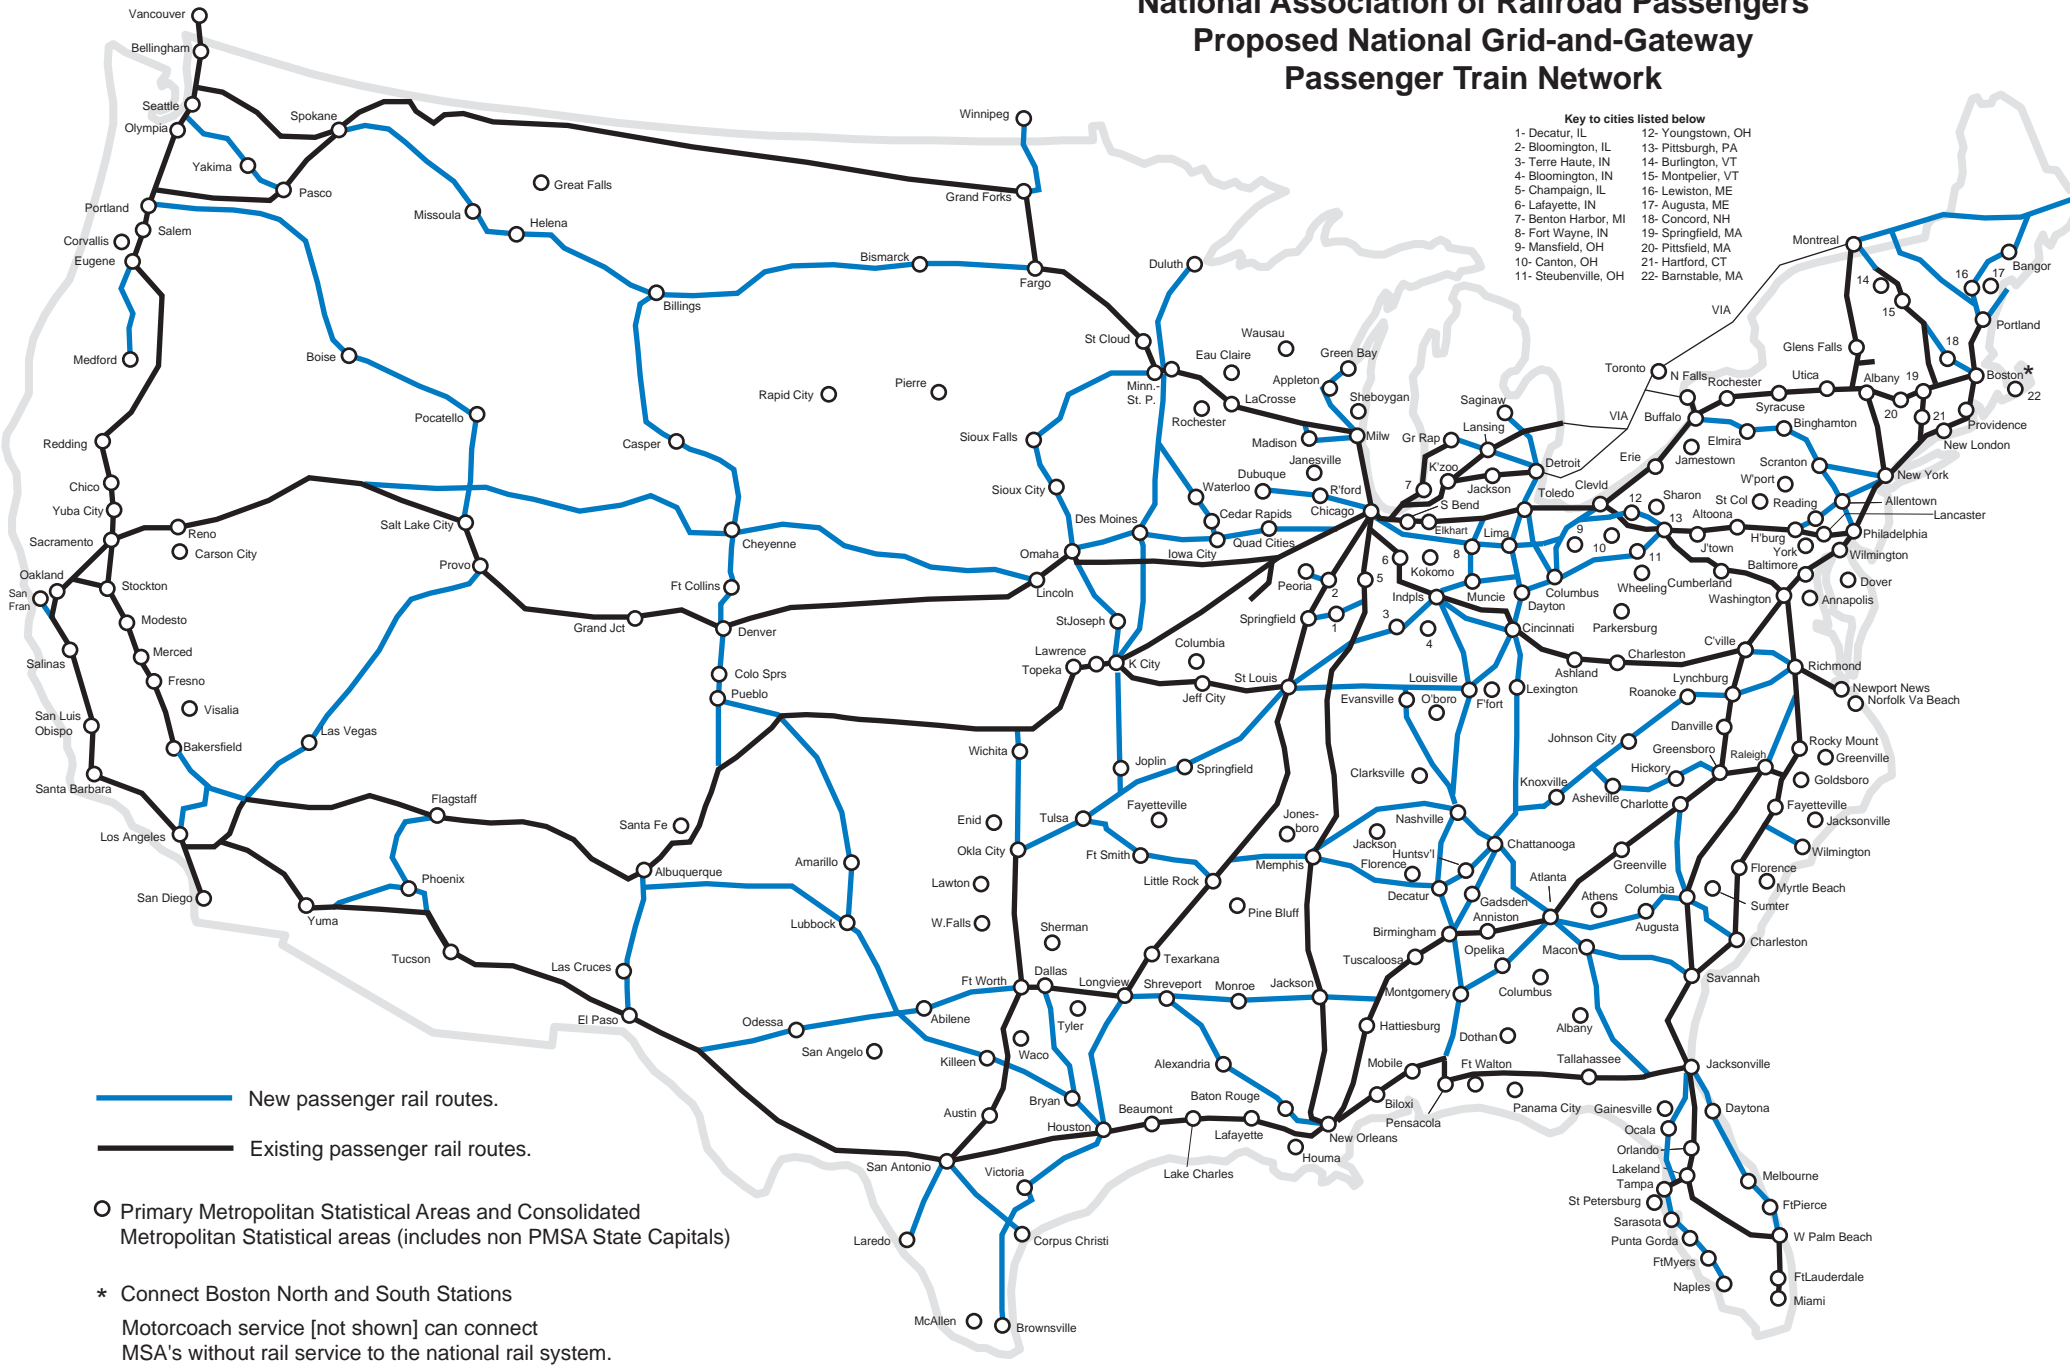 National Association of Railroad Passengers
Proposed National Grid-and-Gateway
Passenger Train Network
Key to cities listed below
1- Decatur, IL
2- Bloomington, IL
3- Terre Haute, IN
4- Bloomington, IN
5- Champaign, IL
6- Lafayette, IN
7- Benton Harbor, MI
8- Fort Wayne, IN
9- Mansfield, OH
10- Canton, OH
11- Steubenville, OH
12- Youngstown, OH
13- Pittsburgh, PA
14- Burlington, VT
15- Montpelier, VT
16- Lewiston, ME
17- Augusta, ME
18- Concord, NH
19- Springfield, MA
20- Pittsfield, MA
21- Hartford, CT
22- Barnstable, MA
Vancouver
Bellingham
Seattle
Olympia
Spokane
Yakima
Pasco
Portland
Salem
Corvallis
Eugene
Medford
Great Falls
Missoula
Helena
Billings
Bismarck
Winnipeg
Grand Forks
Fargo
Duluth
St Cloud
Minn.-
St. P.
Boise
Pocatello
Casper
Rapid City
Pierre
Sioux Falls
Sioux City
Redding
Chico
Yuba City
Sacramento
Reno
Carson City
Oakland
San
Fran
Stockton
Modesto
Merced
Fresno
Visalia
Salinas
San Luis
Obispo
Bakersfield
Santa Barbara
Los Angeles
San Diego
Las Vegas
Salt Lake City
Provo
Grand Jct
Cheyenne
Ft Collins
Denver
Colo Sprs
Pueblo
Lincoln
Omaha
Des Moines
Iowa City
Quad Cities
Cedar Rapids
Waterloo
Dubuque
R'ford
Chicago
Janesville
Madison
Milw
Sheboygan
Appleton
Green Bay
Wausau
Eau Claire
LaCrosse
Rochester
StJoseph
K City
Lawrence
Topeka
Columbia
Jeff City
St Louis
Springfield
Peoria
2
1
5
3
4
6
Kokomo
Indpls
Muncie
7
8
S Bend
Elkhart
K'zoo
Gr Rap
Lansing
Jackson
Saginaw
Detroit
Toledo
Lima
Dayton
Columbus
Cincinnati
9
10
11
12
13
Clevld
Erie
Sharon
Toronto
VIA
VIA
N Falls
Buffalo
Rochester
Syracuse
Utica
Albany
19
20
21
22
18
Boston*
Providence
New London
New York
Allentown
Lancaster
Philadelphia
Wilmington
Dover
Annapolis
Baltimore
Washington
Binghamton
Elmira
Jamestown
Scranton
W'port
St Col
Reading
Altoona
J'town
H'burg
York
Cumberland
Wheeling
Parkersburg
Montreal
14
15
16
17
Bangor
Portland
Glens Falls
C'ville
Richmond
Newport News
Norfolk Va Beach
Charleston
Ashland
Lexington
F'fort
Louisville
Evansville
O'boro
Lynchburg
Roanoke
Danville
Johnson City
Greensboro
Raleigh
Rocky Mount
Greenville
Goldsboro
Hickory
Knoxville
Asheville
Charlotte
Fayetteville
Jacksonville
Wilmington
Clarksville
Nashville
Chattanooga
Greenville
Florence
Myrtle Beach
Sumter
Columbia
Charleston
Augusta
Athens
Atlanta
Macon
Savannah
Columbus
Albany
Opelika
Anniston
Gadsden
Huntsv'l
Florence
Decatur
Birmingham
Tuscaloosa
Montgomery
Dothan
Jackson
Memphis
Jones-
boro
Little Rock
Pine Bluff
Ft Smith
Fayetteville
Springfield
Joplin
Tulsa
Wichita
Enid
Okla City
Lawton
W.Falls
Sherman
Ft Worth
Dallas
Longview
Texarkana
Shreveport
Monroe
Jackson
Hattiesburg
Mobile
Biloxi
Pensacola
Ft Walton
Panama City
Tallahassee
Jacksonville
Gainesville
Ocala
Orlando
Lakeland
Tampa
St Petersburg
Sarasota
Punta Gorda
FtMyers
Naples
Daytona
Melbourne
FtPierce
W Palm Beach
FtLauderdale
Miami
Flagstaff
Phoenix
Yuma
Tucson
Santa Fe
Albuquerque
Las Cruces
El Paso
Amarillo
Lubbock
Odessa
San Angelo
Abilene
Killeen
Waco
Tyler
Bryan
Austin
San Antonio
Houston
Beaumont
Lake Charles
Lafayette
Baton Rouge
Alexandria
New Orleans
Houma
Victoria
Corpus Christi
Laredo
McAllen
Brownsville
New passenger rail routes.
Existing passenger rail routes.
Primary Metropolitan Statistical Areas and Consolidated
Metropolitan Statistical areas (includes non PMSA State Capitals)
* Connect Boston North and South Stations
Motorcoach service [not shown] can connect
MSA's without rail service to the national rail system.